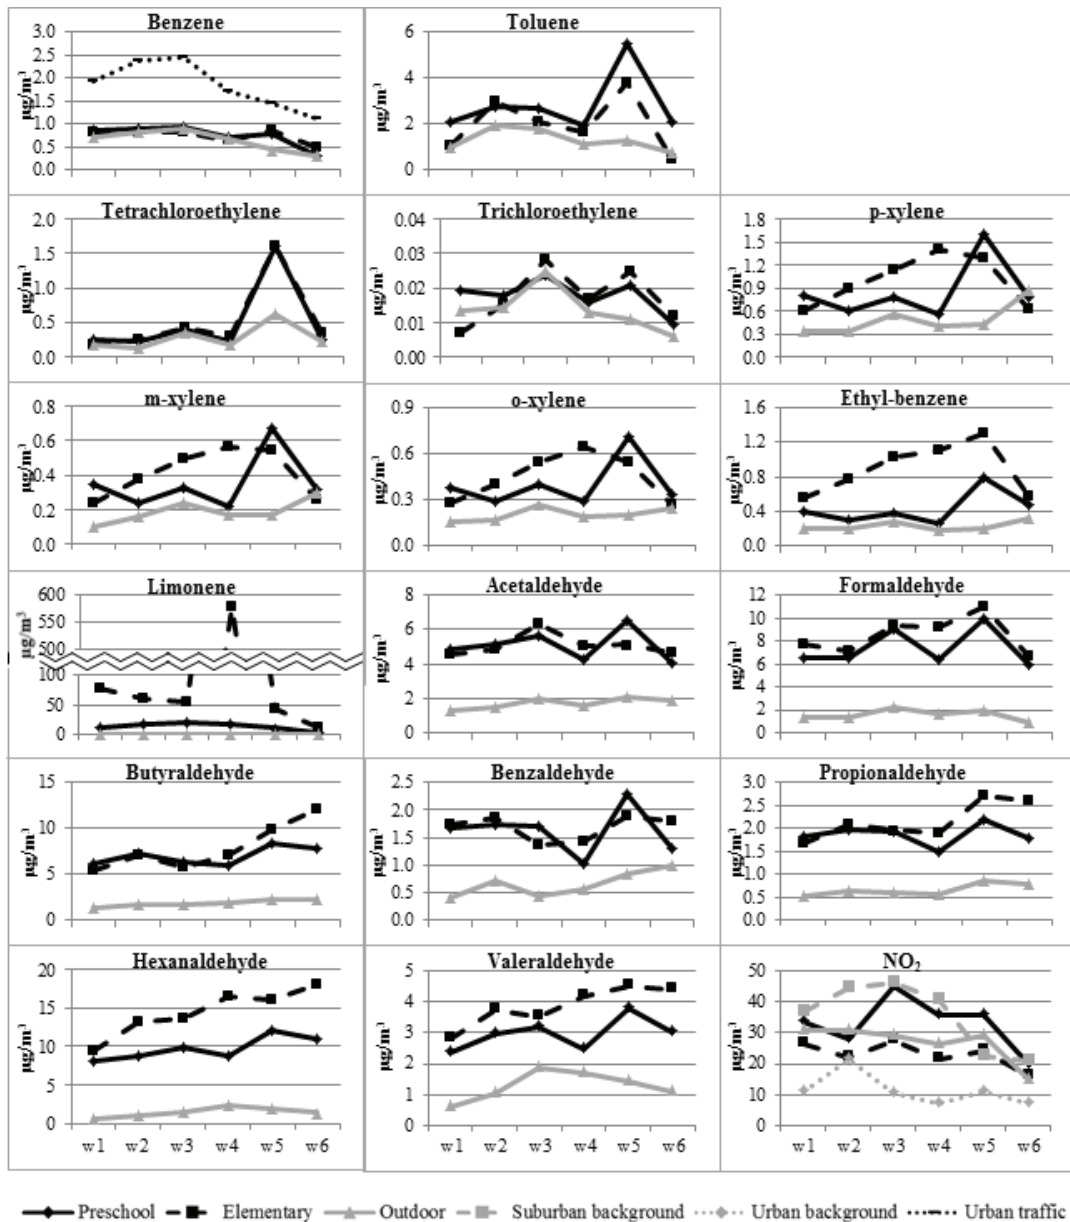 Benzene
μg/m³
3.0
2.5
2.0
1.5
1.0
0.5
0.0
Toluene
μg/m³
6
4
2
0
Tetrachloroethylene
μg/m³
2.0
1.5
1.0
0.5
0.0
Trichloroethylene
μg/m³
0.04
0.03
0.02
0.01
0.00
p-xylene
μg/m³
1.8
1.5
1.2
0.9
0.6
0.3
0.0
m-xylene
μg/m³
0.8
0.6
0.4
0.2
0.0
o-xylene
μg/m³
0.9
0.6
0.3
0.0
Ethyl-benzene
μg/m³
1.6
1.2
0.8
0.4
0.0
Limonene
μg/m³
600
550
500
100
50
0
Acetaldehyde
μg/m³
8
6
4
2
0
Formaldehyde
μg/m³
12
10
8
6
4
2
0
Butyraldehyde
μg/m³
15
10
5
0
Benzaldehyde
μg/m³
2.5
2.0
1.5
1.0
0.5
0.0
Propionaldehyde
μg/m³
3.0
2.5
2.0
1.5
1.0
0.5
0.0
Hexanaldehyde
μg/m³
20
15
10
5
0
w1 w2 w3 w4 w5 w6
Valeraldehyde
μg/m³
5
4
3
2
1
0
w1 w2 w3 w4 w5 w6
NO₂
μg/m³
50
40
30
20
10
0
w1 w2 w3 w4 w5 w6
Preschool Elementary Outdoor Suburban background Urban background Urban traffic